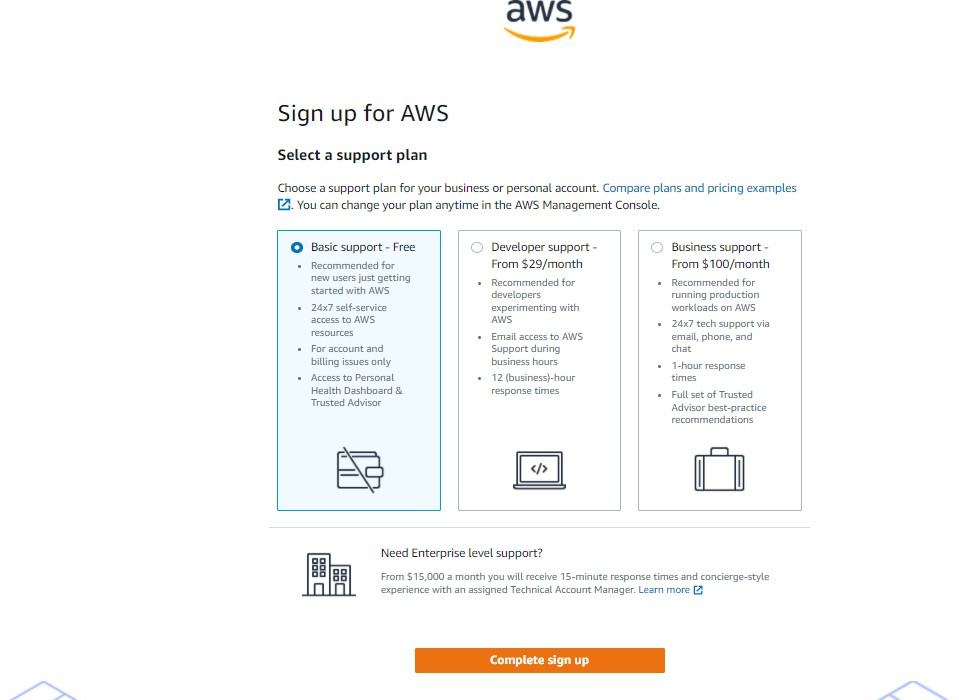 aws
Sign up for AWS
Select a support plan
Choose a support plan for your business or personal account. Compare plans and pricing examples
. You can change your plan anytime in the AWS Management Console.
Basic support - Free
• Recommended for
new users just getting
started with AWS
• 24x7 self-service
access to AWS
resources
• For account and
billing issues only
• Access to Personal
Health Dashboard &
Trusted Advisor
Developer support -
From $29/month
• Recommended for
developers
experimenting with
AWS
• Email access to AWS
Support during
business hours
• 12 (business)-hour
response times
</>
Business support -
From $100/month
• Recommended for
running production
workloads on AWS
• 24x7 tech support via
email, phone, and
chat
• 1-hour response
times
• Full set of Trusted
Advisor best-practice
recommendations
Need Enterprise level support?
From $15,000 a month you will receive 15-minute response times and concierge-style
experience with an assigned Technical Account Manager. Learn more
Complete sign up